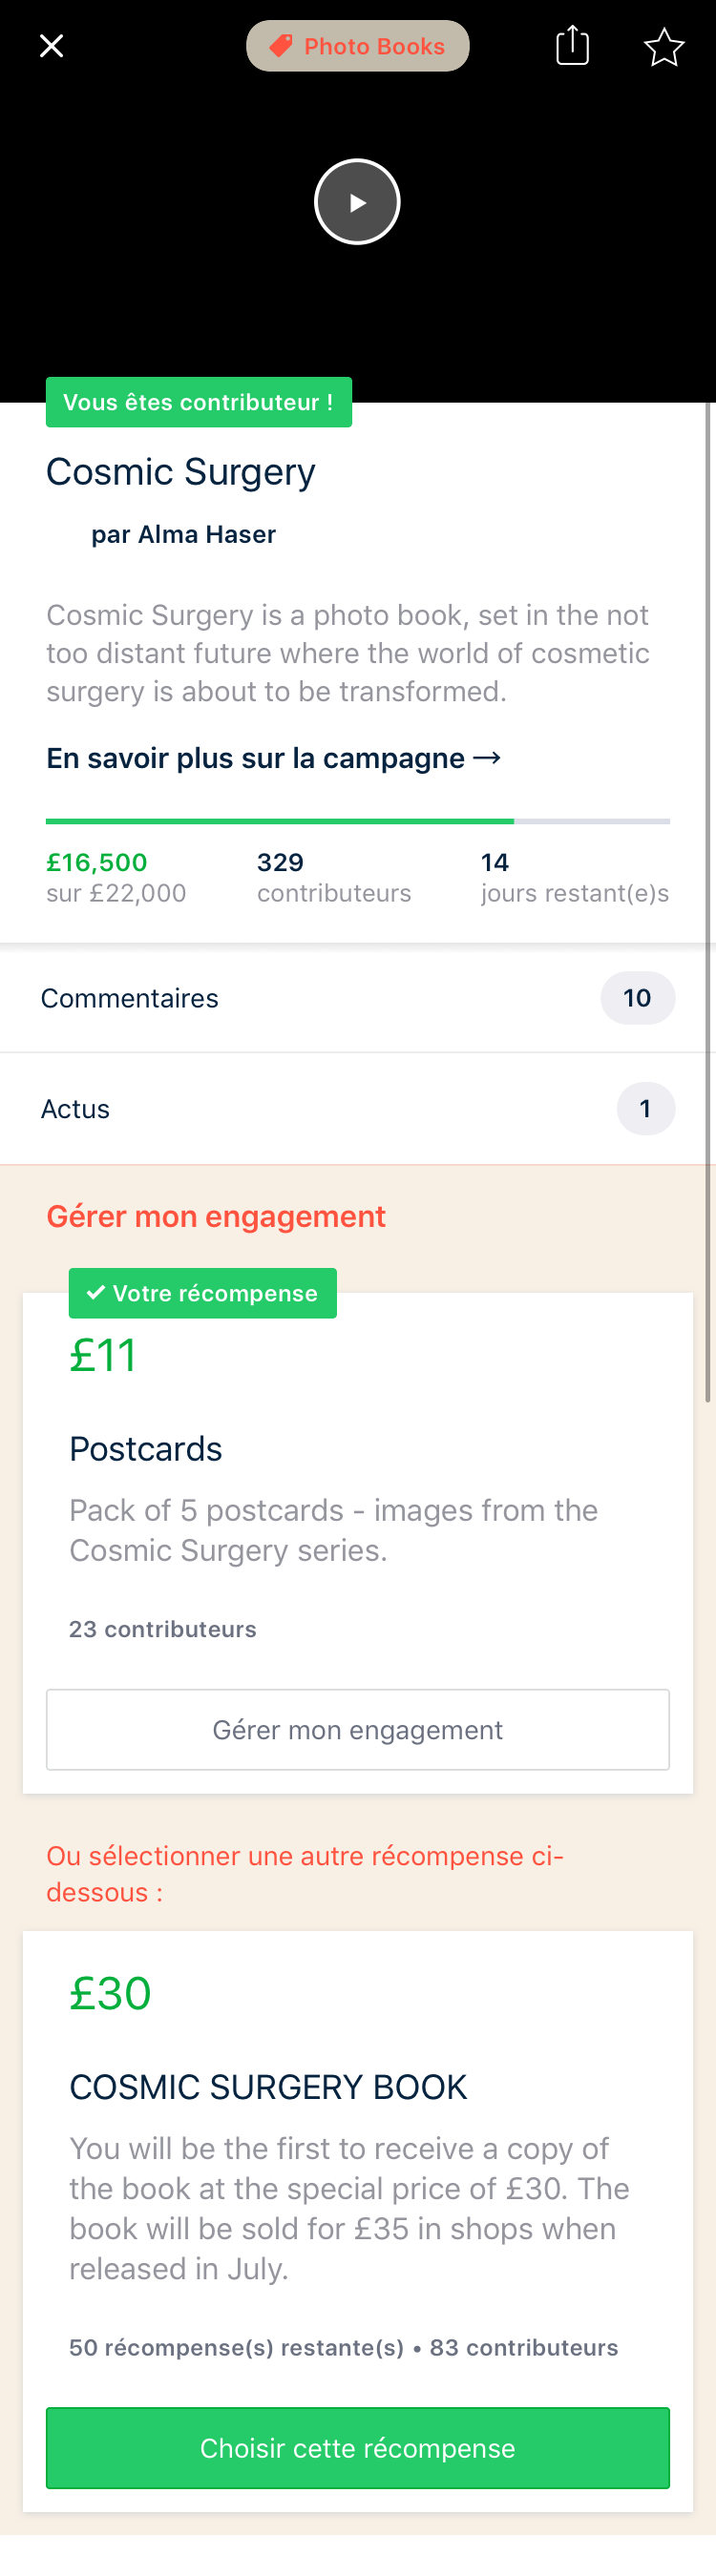 Photo Books
Vous êtes contributeur !
Cosmic Surgery
par Alma Haser
Cosmic Surgery is a photo book, set in the not
too distant future where the world of cosmetic
surgery is about to be transformed.
En savoir plus sur la campagne →
£16,500 329 14
sur £22,000 contributeurs jours restant(e)s
Commentaires 10
Actus 1
Gérer mon engagement
✓ Votre récompense
£11
Postcards
Pack of 5 postcards - images from the
Cosmic Surgery series.
23 contributeurs
Gérer mon engagement
Ou sélectionner une autre récompense ci-
dessous :
£30
COSMIC SURGERY BOOK
You will be the first to receive a copy of
the book at the special price of £30. The
book will be sold for £35 in shops when
released in July.
50 récompense(s) restante(s) • 83 contributeurs
Choisir cette récompense